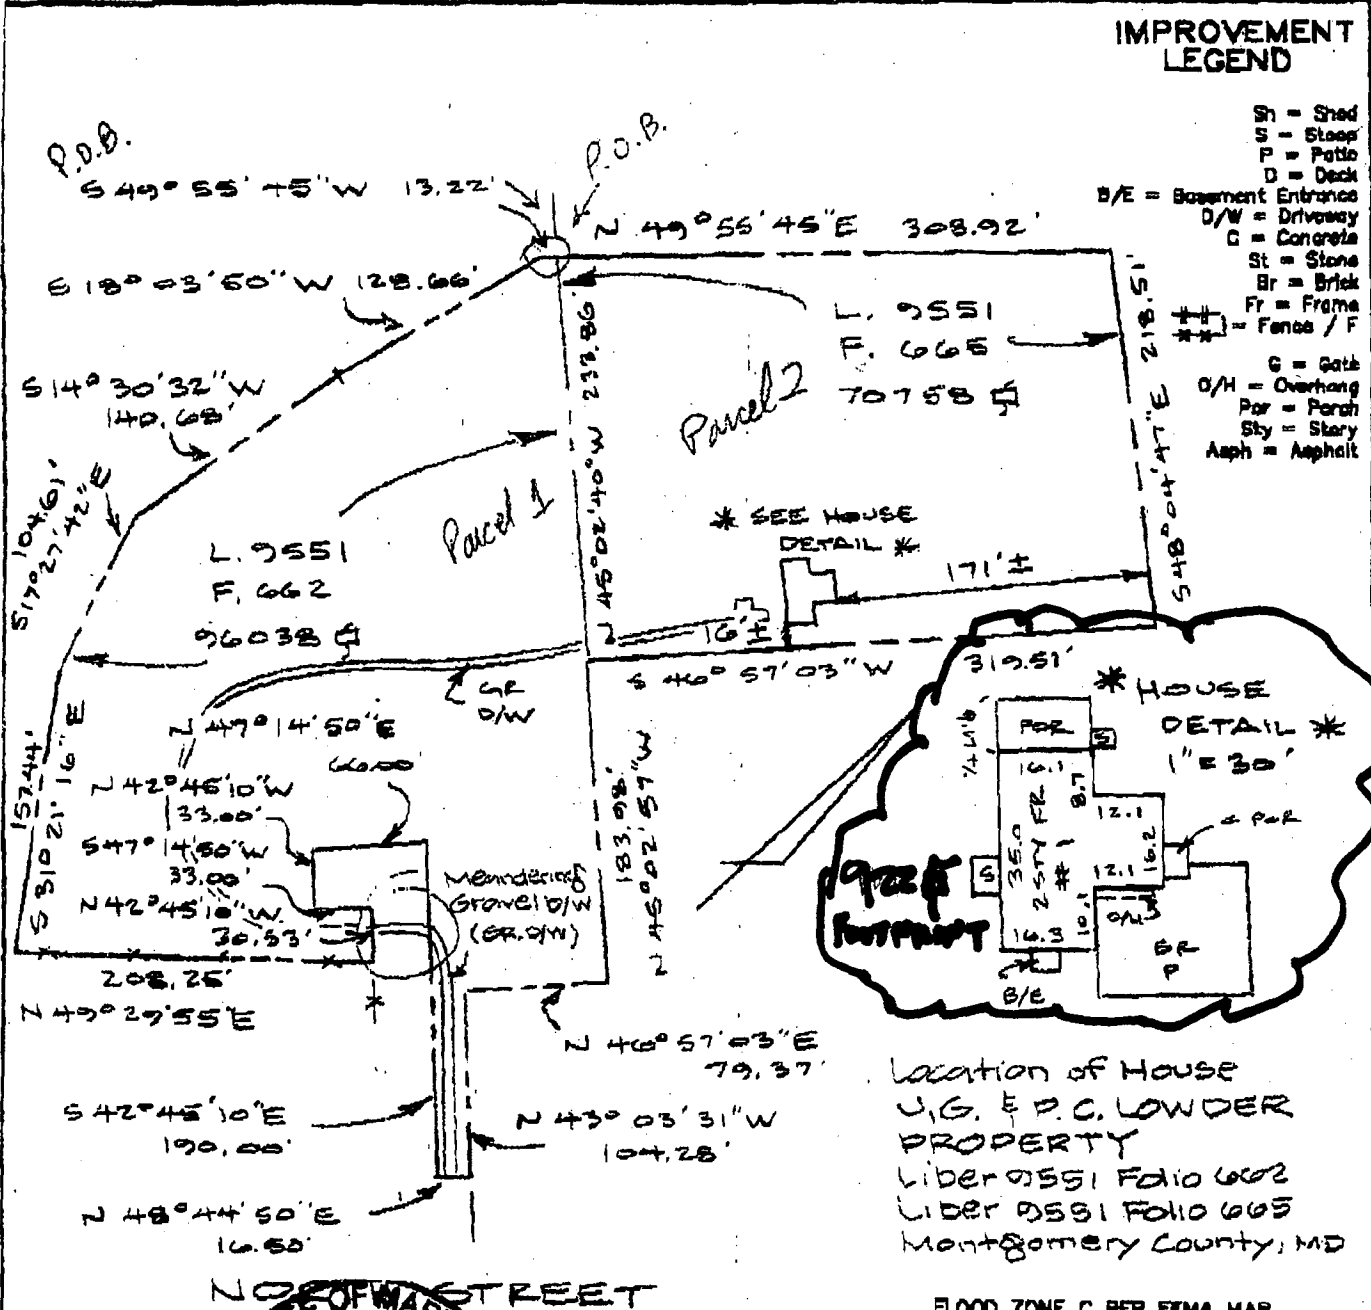 IMPROVEMENT
LEGEND
Sh = Shed
S = Stoop
P = Patio
D = Deck
B/E = Basement Entrance
D/W = Driveway
C = Concrete
St = Stone
Br = Brick
Fr = Frame
= Fence / F
G = Gate
O/H = Overhang
Por = Porch
Sty = Story
Asph = Asphalt
P.O.B.
S 49° 55' 45" W 13.22'
P.O.B.
N 49° 55' 45" E 308.92'
S 18° 03' 50" W 128.66'
S 14° 30' 32" W
140.68'
104.61'
S 17° 27' 42" E
157.44'
S 31° 21' 16" E
L. 9551
F. 662
96038
Parcel 1
N 45° 02' 40" W 233.86'
L. 9551
F. 665
70758
Parcel 2
S 48° 04' 47" E 218.51'
* SEE HOUSE
DETAIL *
171' ±
16' ±
S 46° 57' 03" W
319.51'
GR
D/W
N 47° 14' 50" E
66.00
N 42° 45' 10" W
33.00'
S 47° 14' 50" W
33.00'
N 42° 45' 10" W
30.53'
208.25'
N 49° 29' 55" E
Meandering
Gravel D/W
(GR. D/W)
183.98'
N 45° 02' 57" W
N 46° 57' 03" E
79.37'
S 42° 45' 10" E
190.00'
N 43° 03' 31" W
104.28'
N 48° 44' 50" E
16.50'
* HOUSE
DETAIL *
1" = 30'
POR
S
16.1
8.7
12.1
POR
16.2
12.1
35.0
2 STY FR
# 1
S
10.1
O/H
16.3
B/E
BR
P
922
FOOTPRINT
Location of House
U.G. & P.C. LOWDER
PROPERTY
Liber 9551 Folio 662
Liber 9551 Folio 665
Montgomery County, MD
STREET
FLOOD ZONE C PER FEMA MAP